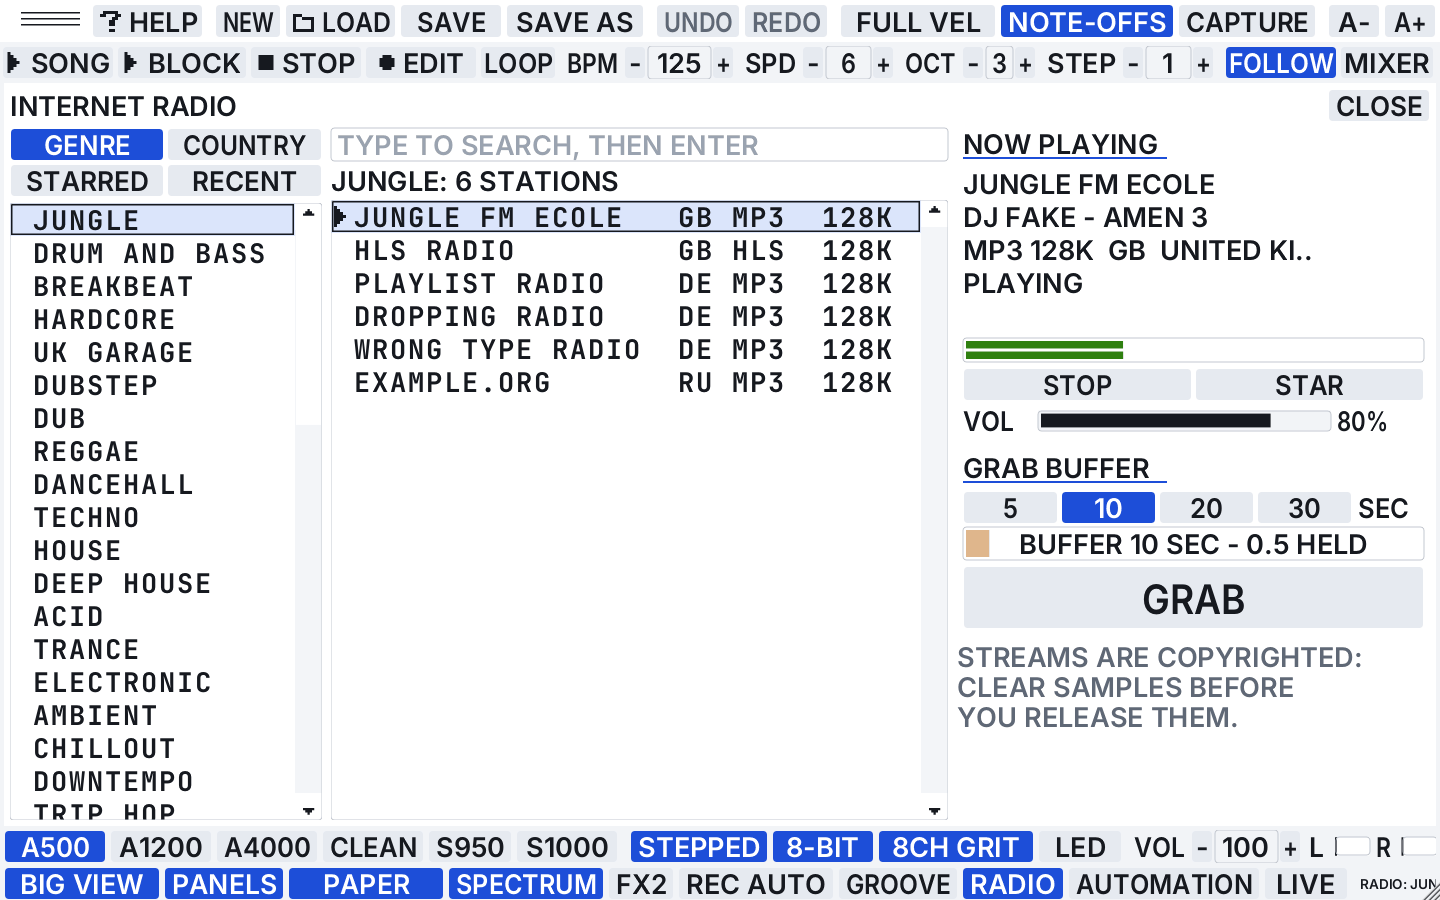 ? HELP NEW LOAD SAVE SAVE AS UNDO REDO FULL VEL NOTE-OFFS CAPTURE A- A+
SONG BLOCK STOP EDIT LOOP BPM - 125 + SPD - 6 + OCT - 3 + STEP - 1 + FOLLOW MIXER
INTERNET RADIO CLOSE
GENRE COUNTRY
STARRED RECENT
JUNGLE
DRUM AND BASS
BREAKBEAT
HARDCORE
UK GARAGE
DUBSTEP
DUB
REGGAE
DANCEHALL
TECHNO
HOUSE
DEEP HOUSE
ACID
TRANCE
ELECTRONIC
AMBIENT
CHILLOUT
DOWNTEMPO
TRIP HOP
TYPE TO SEARCH, THEN ENTER
JUNGLE: 6 STATIONS
JUNGLE FM ECOLE GB MP3 128K
HLS RADIO GB HLS 128K
PLAYLIST RADIO DE MP3 128K
DROPPING RADIO DE MP3 128K
WRONG TYPE RADIO DE MP3 128K
EXAMPLE.ORG RU MP3 128K
NOW PLAYING
JUNGLE FM ECOLE
DJ FAKE - AMEN 3
MP3 128K GB UNITED KI..
PLAYING
STOP STAR
VOL 80%
GRAB BUFFER
5 10 20 30 SEC
BUFFER 10 SEC - 0.5 HELD
GRAB
STREAMS ARE COPYRIGHTED:
CLEAR SAMPLES BEFORE
YOU RELEASE THEM.
A500 A1200 A4000 CLEAN S950 S1000 STEPPED 8-BIT 8CH GRIT LED VOL - 100 + L R
BIG VIEW PANELS PAPER SPECTRUM FX2 REC AUTO GROOVE RADIO AUTOMATION LIVE RADIO: JUN